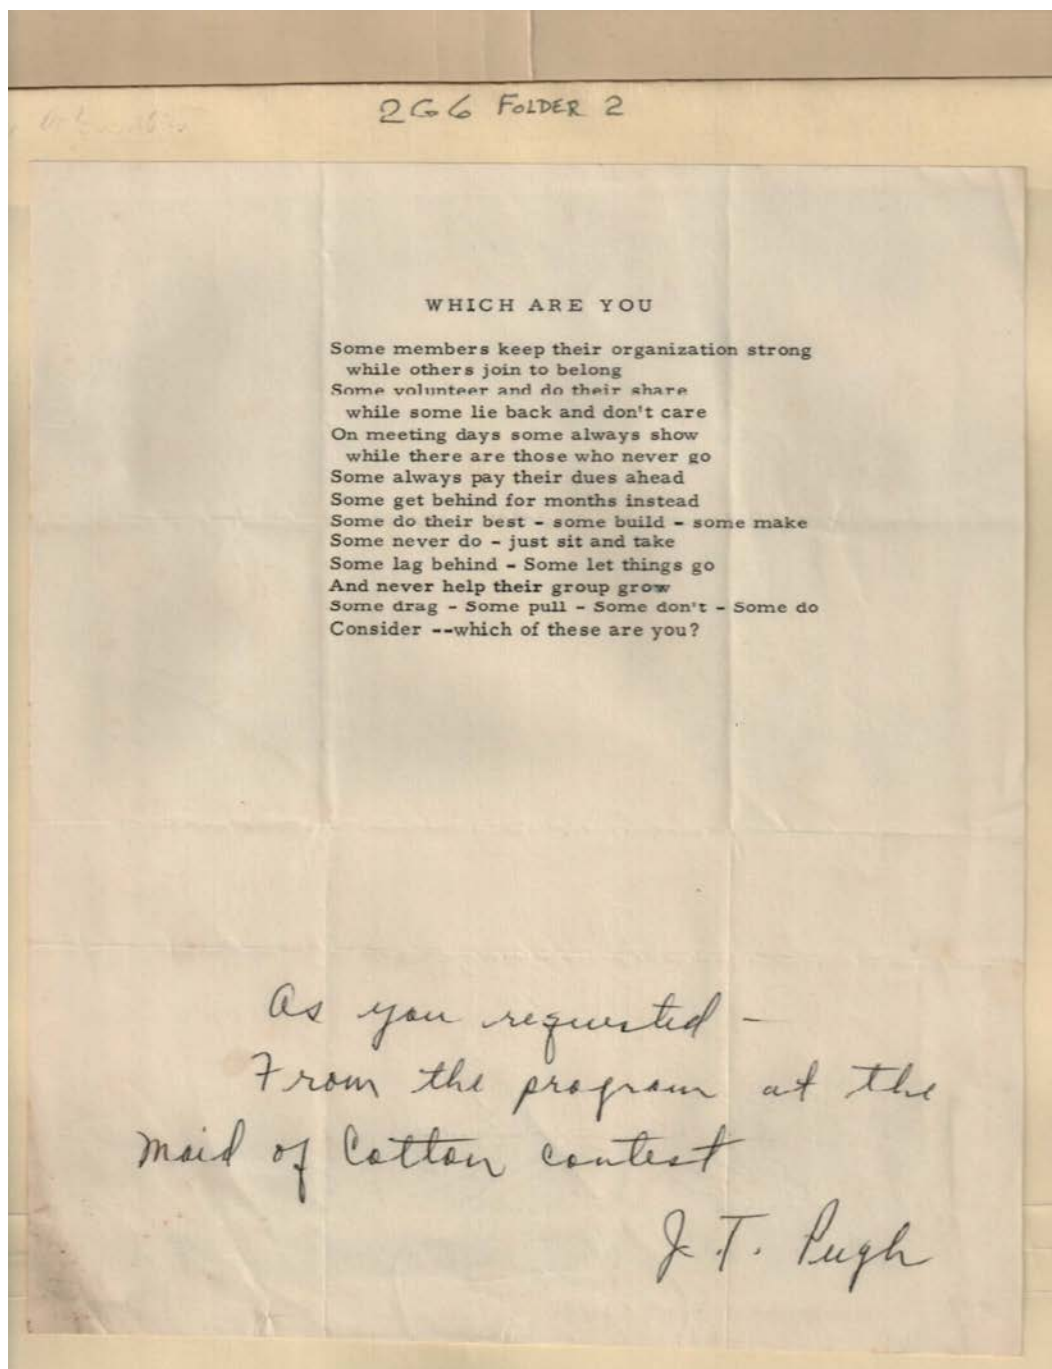 2G6 FOLDER 2
WHICH ARE YOU
Some members keep their organization strong
while others join to belong
Some volunteer and do their share
while some lie back and don't care
On meeting days some always show
while there are those who never go
Some always pay their dues ahead
Some get behind for months instead
Some do their best - some build - some make
Some never do - just sit and take
Some lag behind - Some let things go
And never help their group grow
Some drag - Some pull - Some don't - Some do
Consider --which of these are you?
As you requested -
From the program at the
Maid of Cotton contest
J. T. Pugh